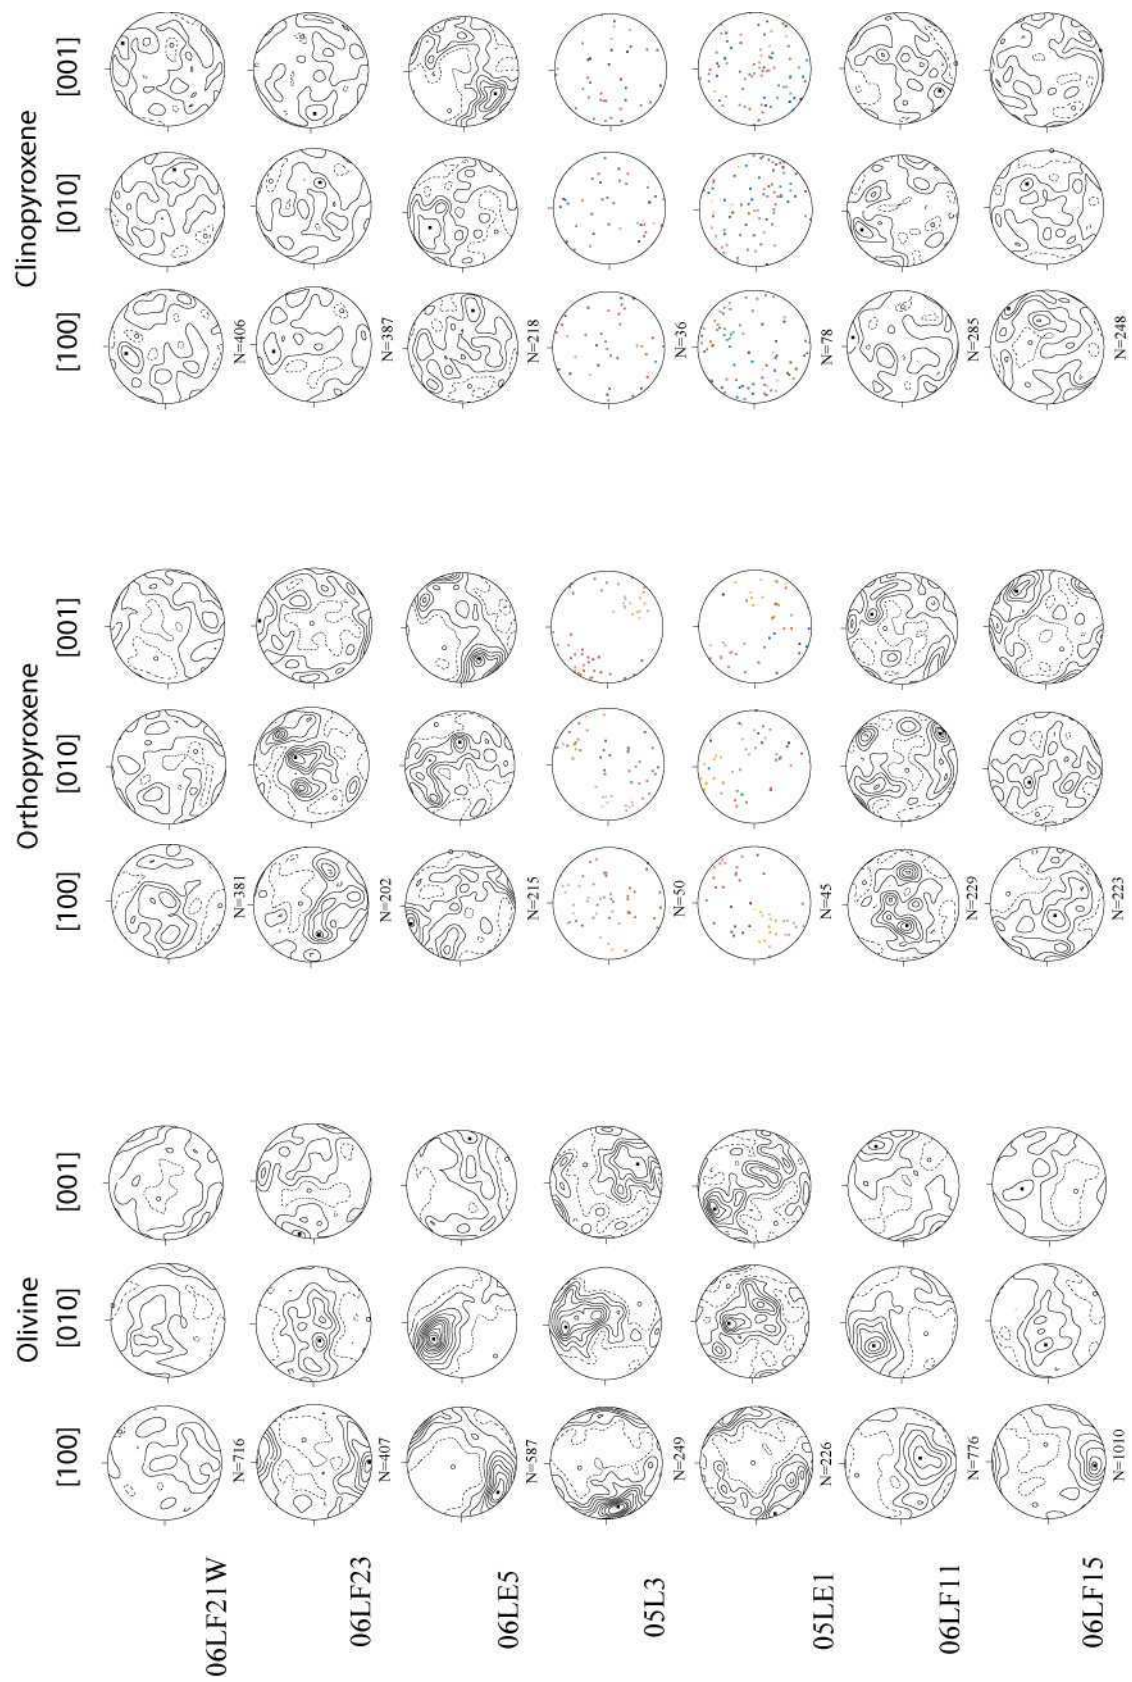 Olivine
Orthopyroxene
Clinopyroxene
[100]
[010]
[001]
[100]
[010]
[001]
[100]
[010]
[001]
06LF21W
N=716
N=381
N=406
06LF23
N=407
N=202
N=387
06LE5
N=587
N=215
N=218
05L3
N=249
N=50
N=36
05LE1
N=226
N=45
N=78
06LF11
N=776
N=229
N=285
06LF15
N=1010
N=223
N=248